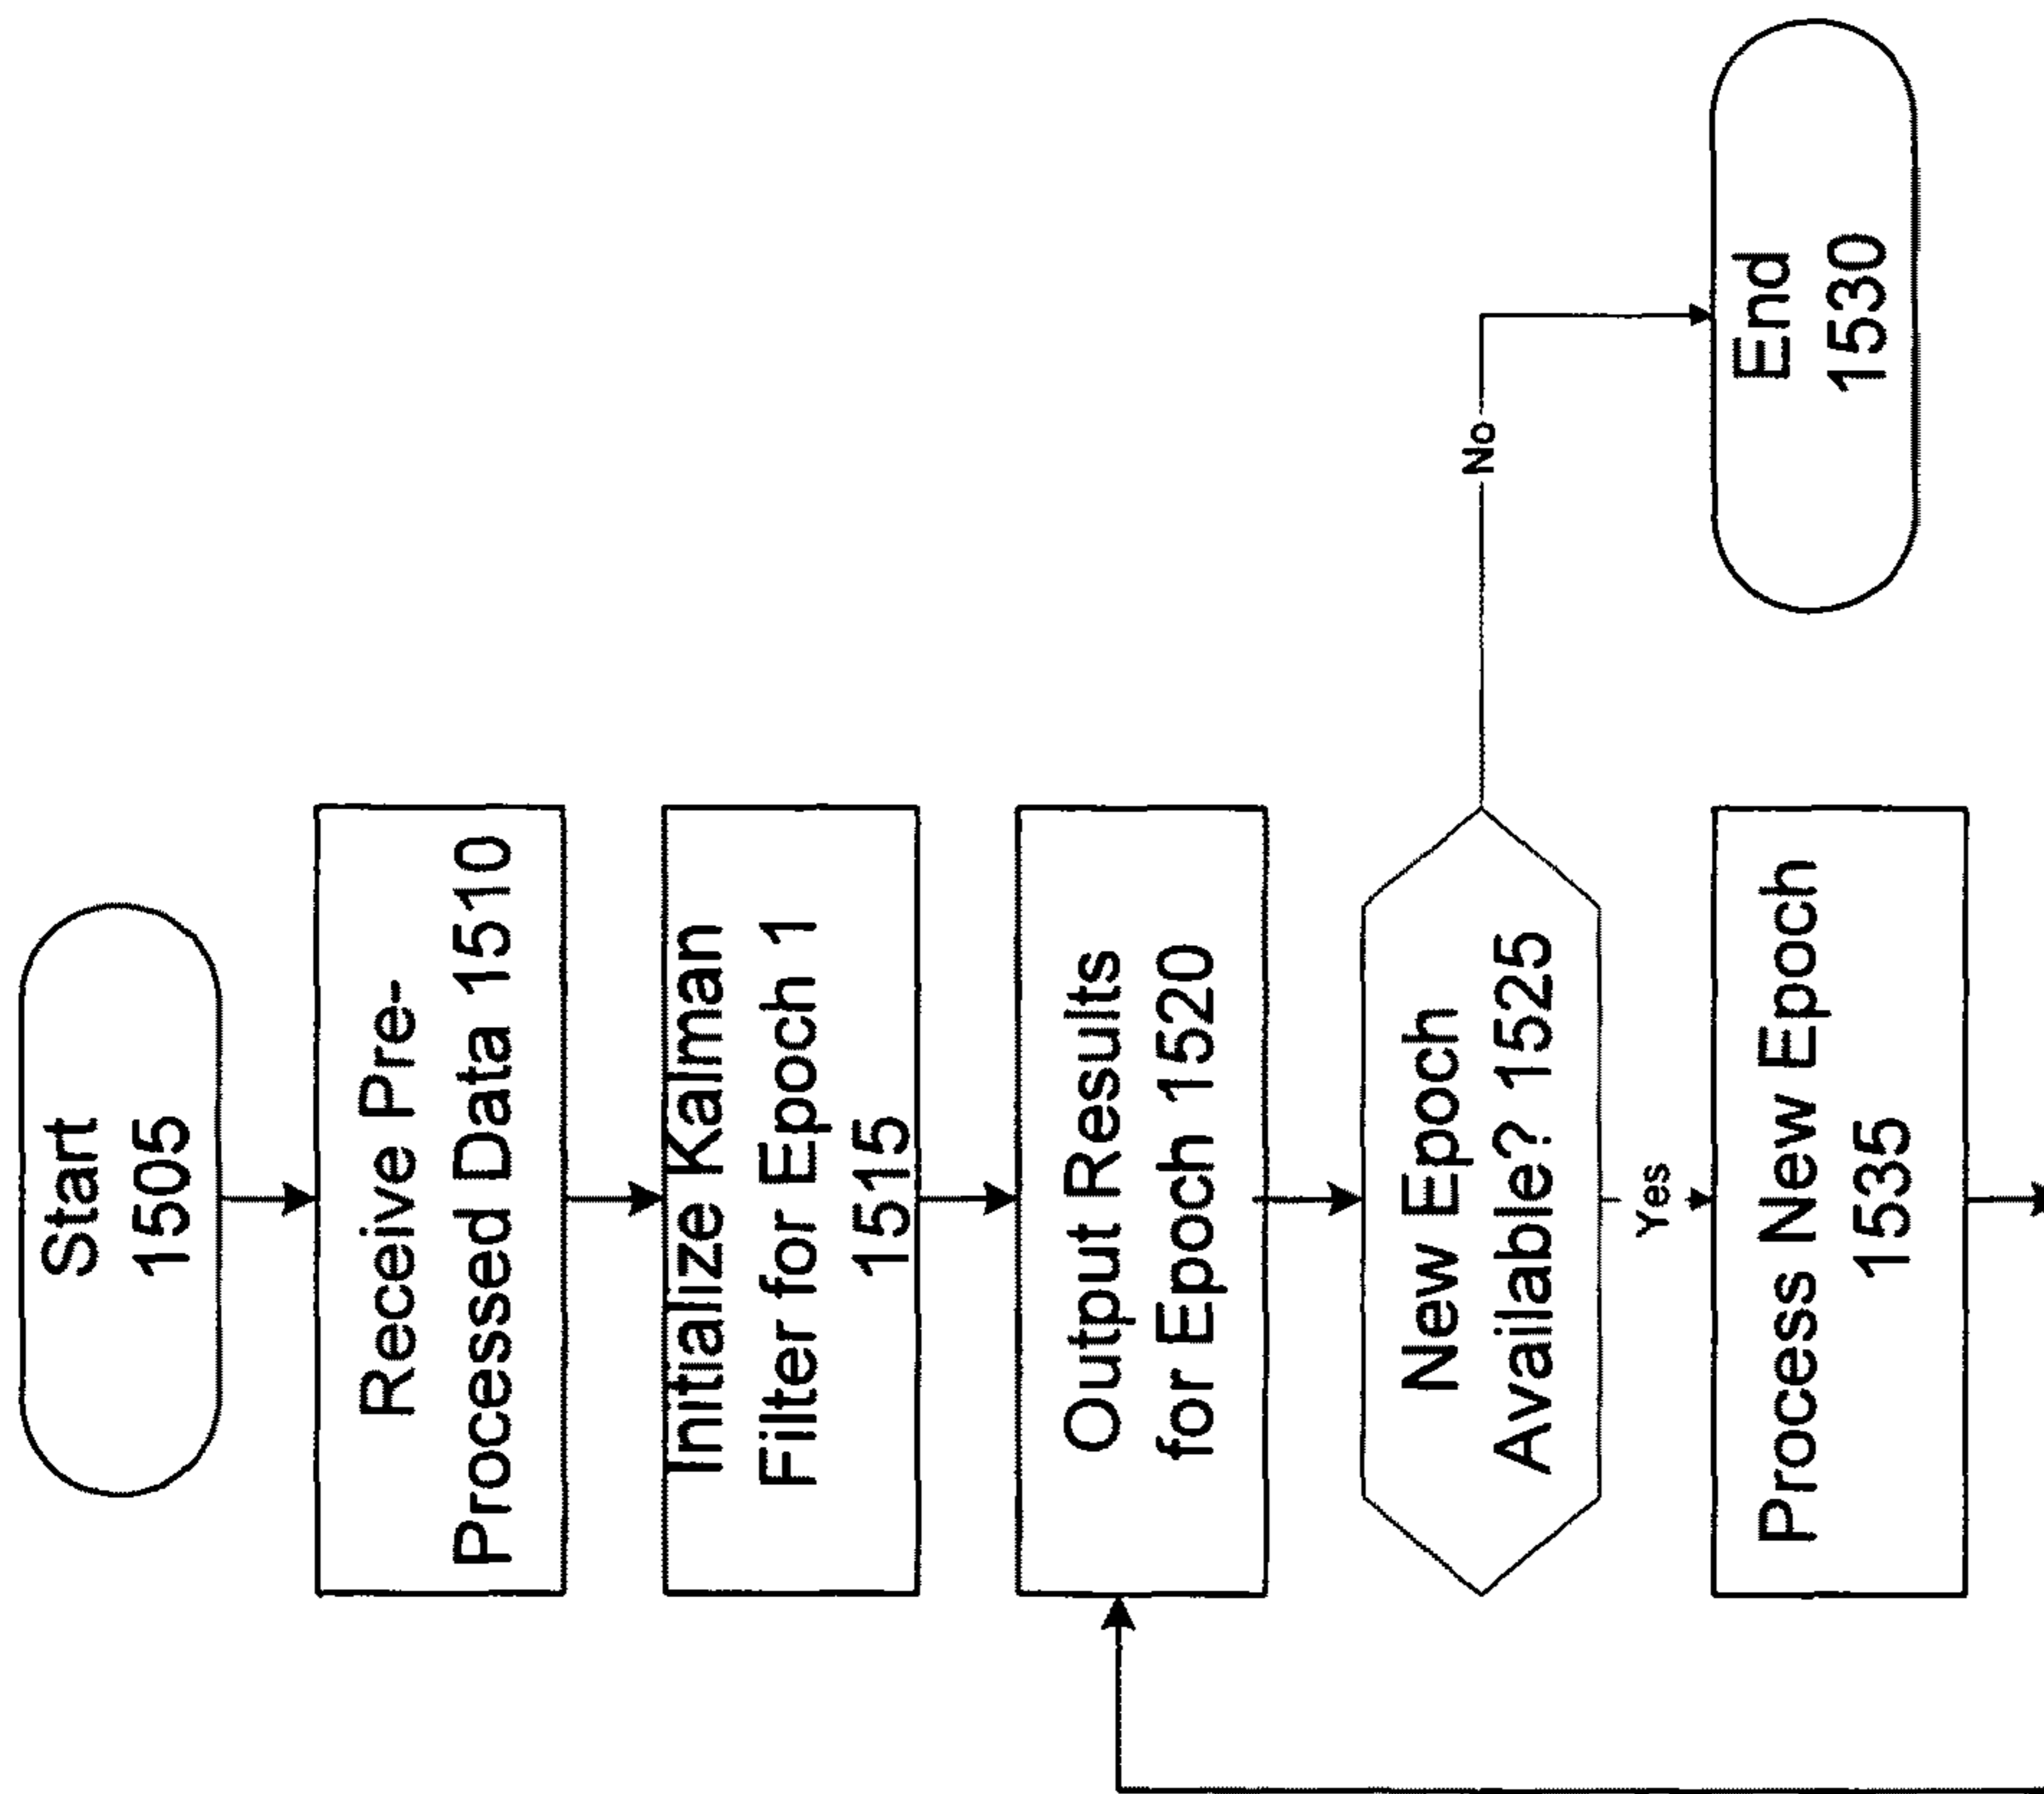 Start
1505
Receive Pre-
Processed Data 1510
Initialize Kalman
Filter for Epoch 1
1515
Output Results
for Epoch 1520
New Epoch
Available? 1525
No
End
1530
Yes
Process New Epoch
1535